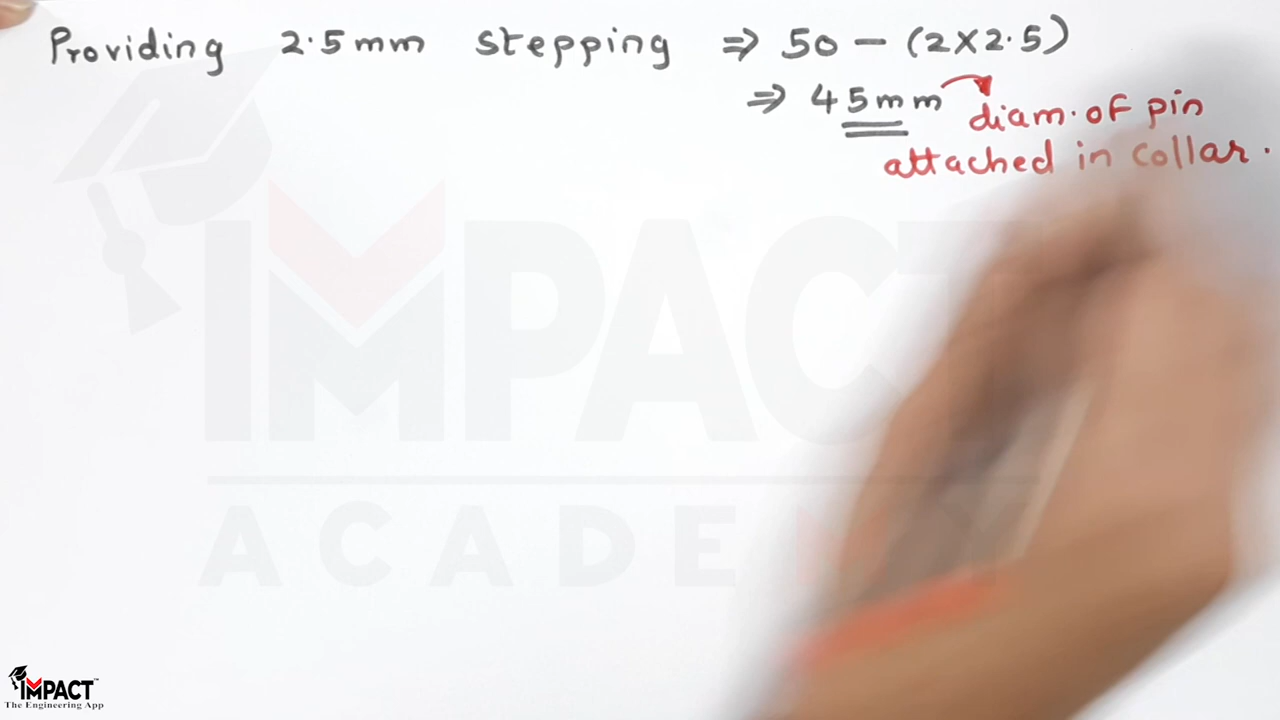 Providing 2.5mm stepping ⇒ 50 − (2×2.5)
⇒ 45mm
diam. of pin
attached in collar.
IMPACT
ACADEMY
IMPACT
The Engineering App